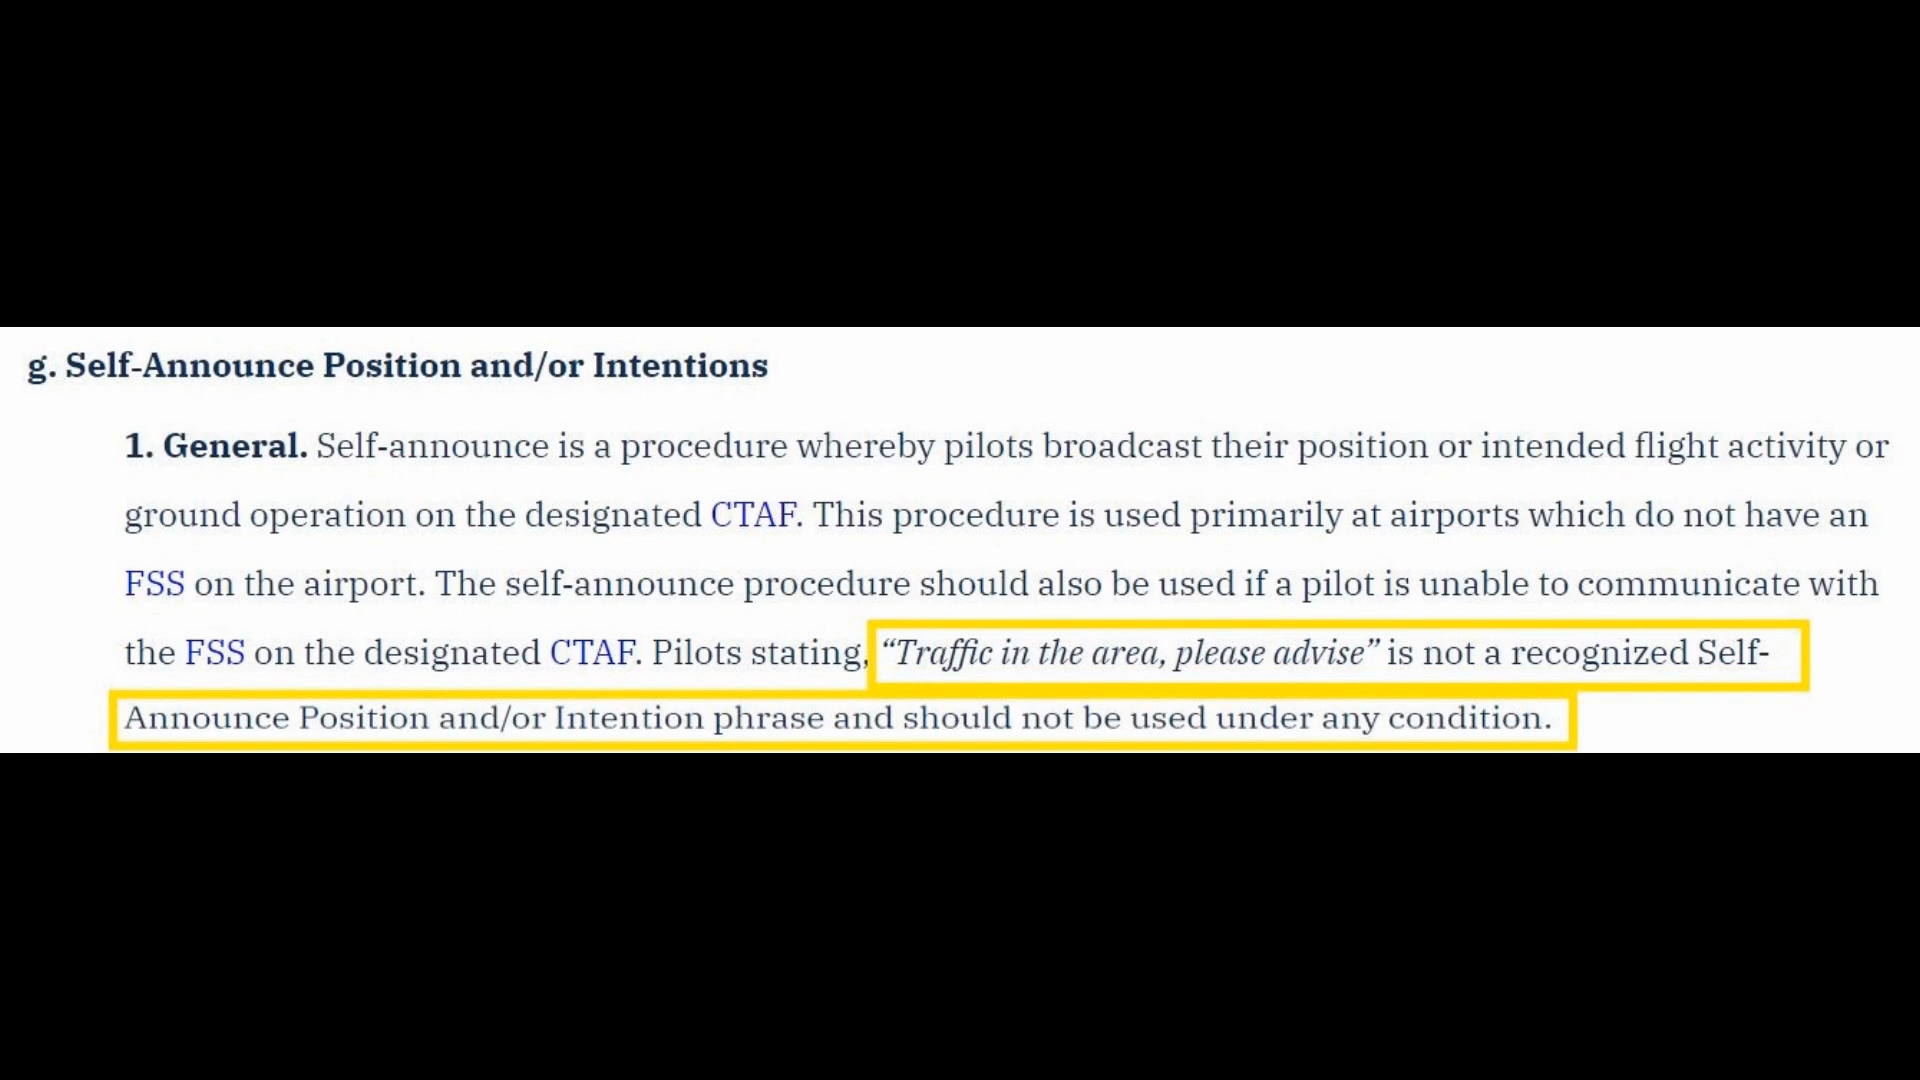 g. Self-Announce Position and/or Intentions
1. General. Self-announce is a procedure whereby pilots broadcast their position or intended flight activity or
ground operation on the designated CTAF. This procedure is used primarily at airports which do not have an
FSS on the airport. The self-announce procedure should also be used if a pilot is unable to communicate with
the FSS on the designated CTAF. Pilots stating, “Traffic in the area, please advise” is not a recognized Self-
Announce Position and/or Intention phrase and should not be used under any condition.